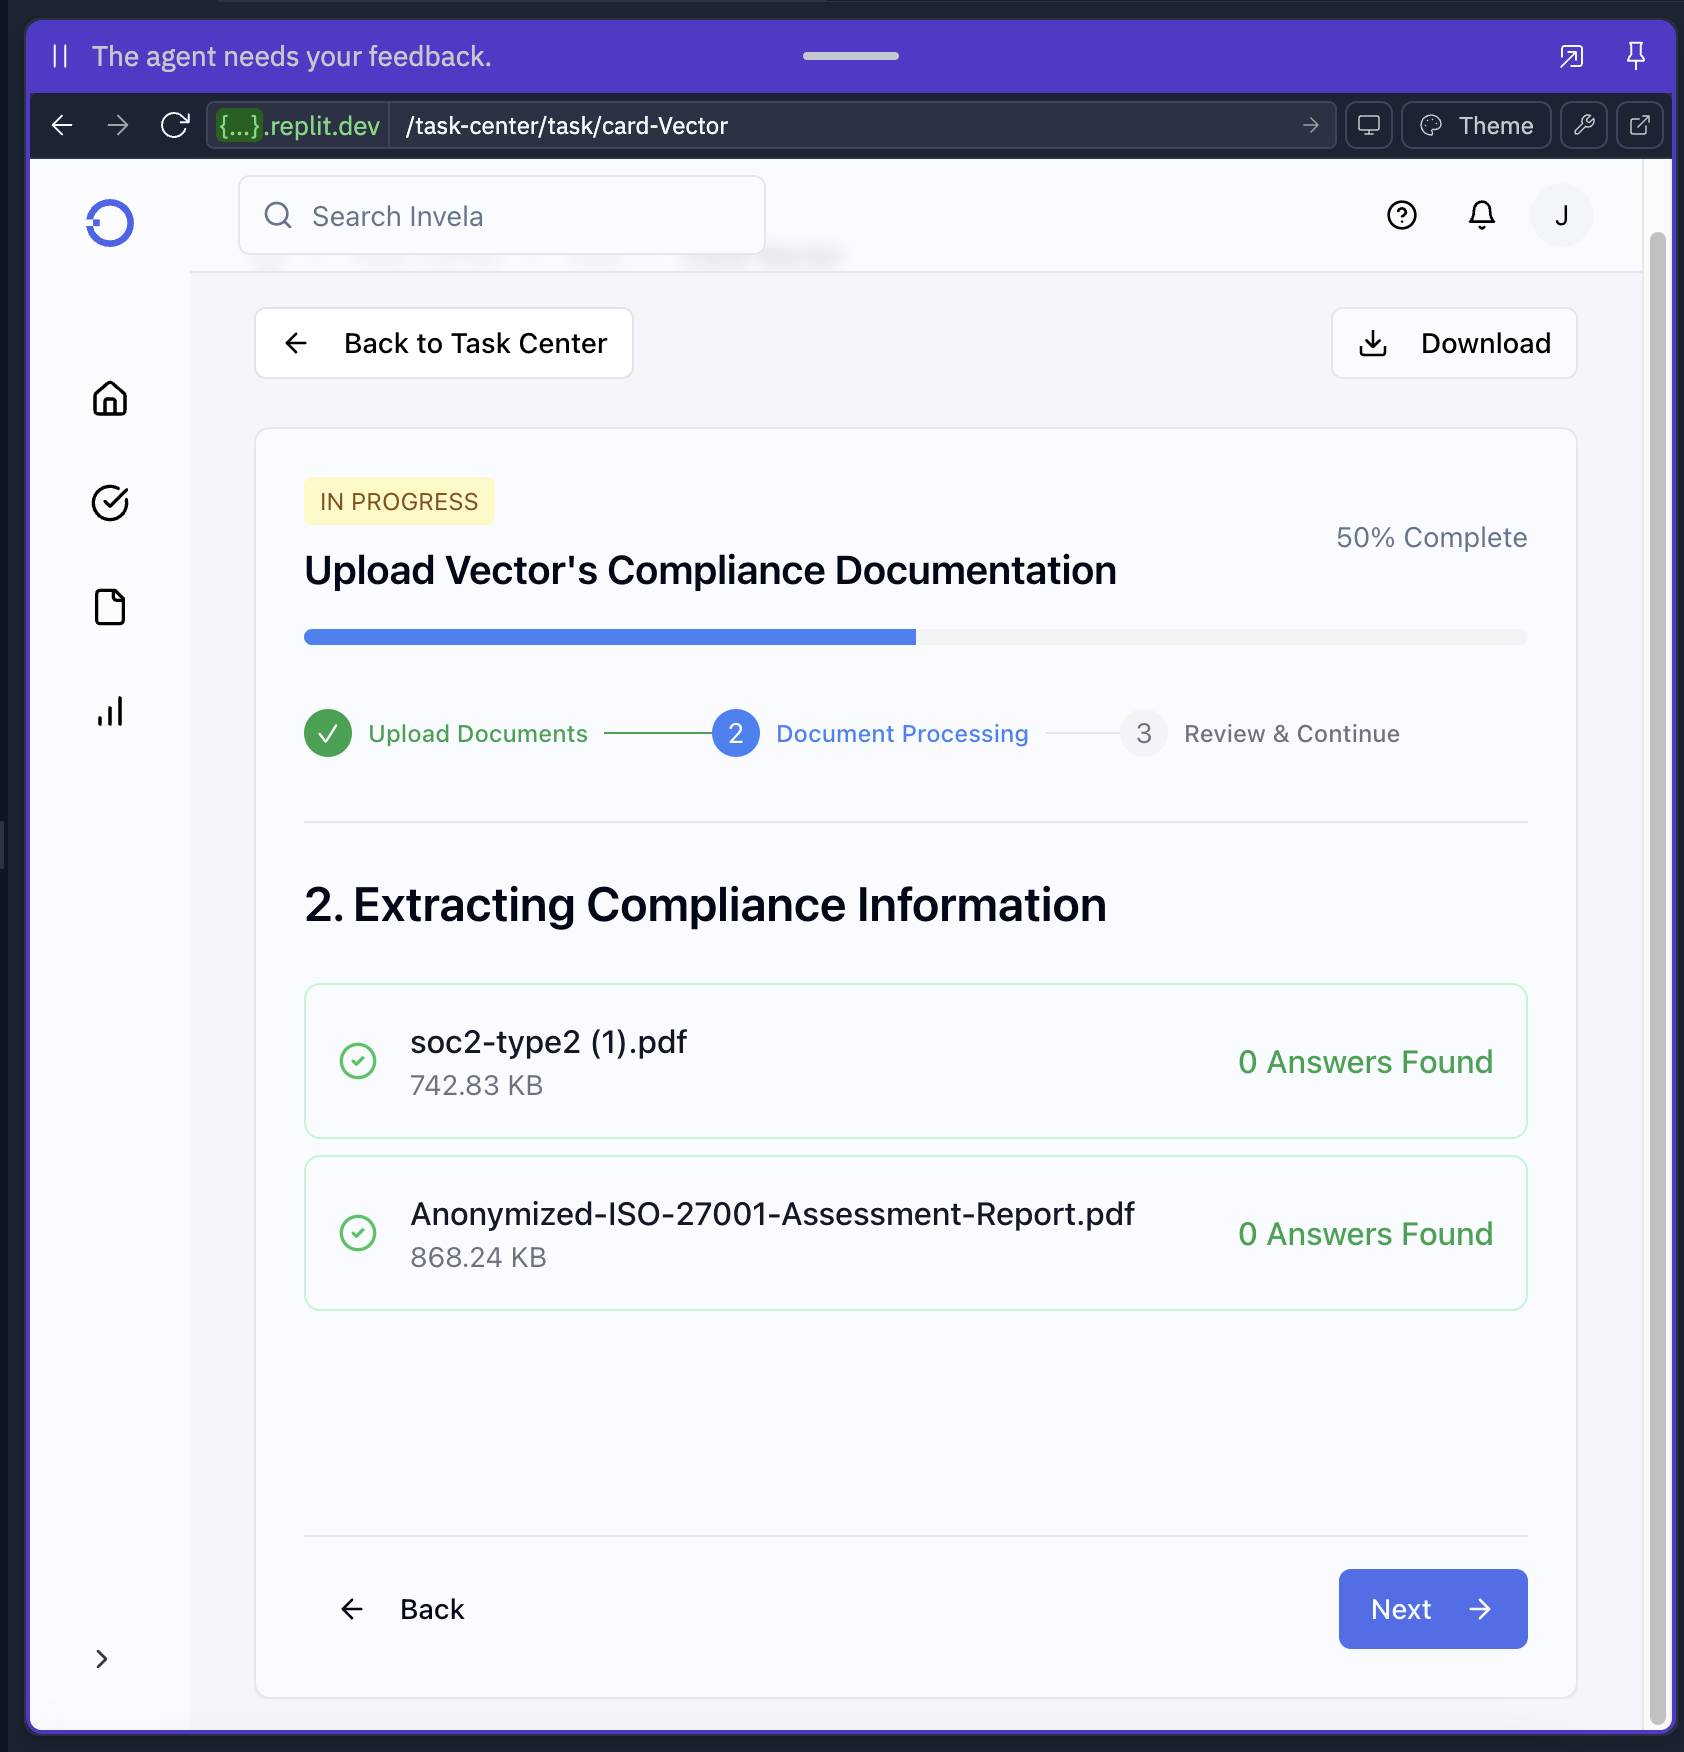 The agent needs your feedback.
{...}.replit.dev /task-center/task/card-Vector
Theme
Search Invela
J
Back to Task Center
Download
IN PROGRESS
50% Complete
Upload Vector's Compliance Documentation
Upload Documents
2 Document Processing
3 Review & Continue
2. Extracting Compliance Information
soc2-type2 (1).pdf
742.83 KB
0 Answers Found
Anonymized-ISO-27001-Assessment-Report.pdf
868.24 KB
0 Answers Found
Back
Next